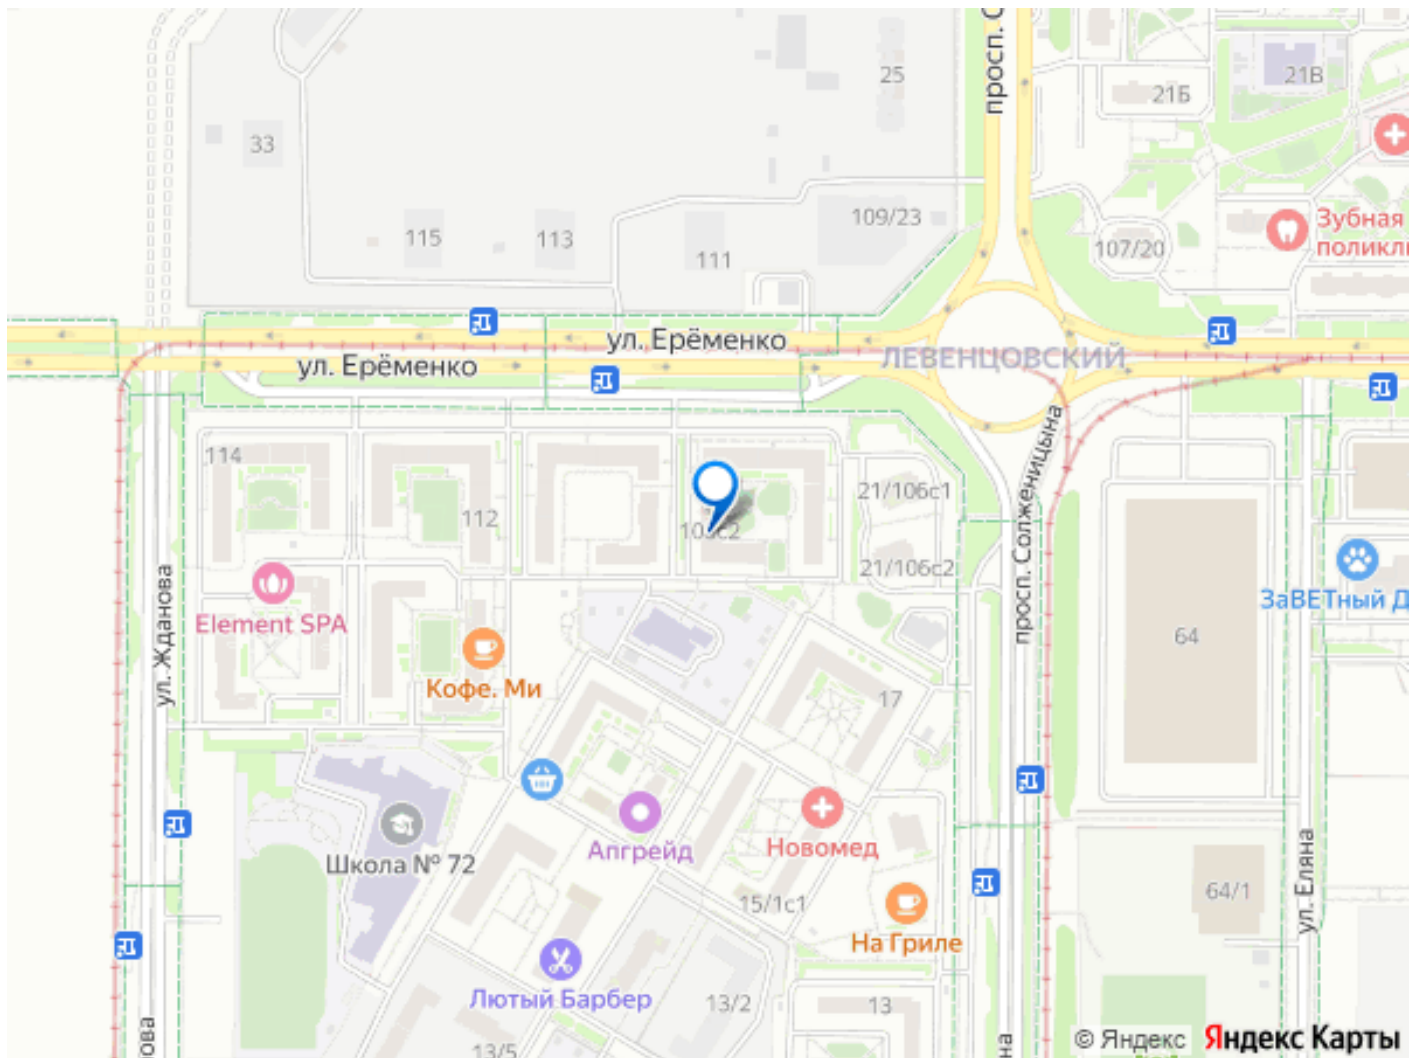 просп. С
25
21В
21Б
33
109/23
Зубная
поликл
115
113
111
107/20
ул. Ерёменко
ул. Ерёменко
ЛЕВЕНЦОВСКИЙ
114
112
21/106с1
21/106с2
просп. Солженицына
ул. Жданова
Element SPA
ЗаВЕТный Д
64
Кофе. Ми
17
Школа № 72
Апгрейд
Новомед
15/1с1
64/1
ул. Еляна
На Гриле
Лютый Барбер
13/2
13
13/5
нова
на
© Яндекс Яндекс Карты